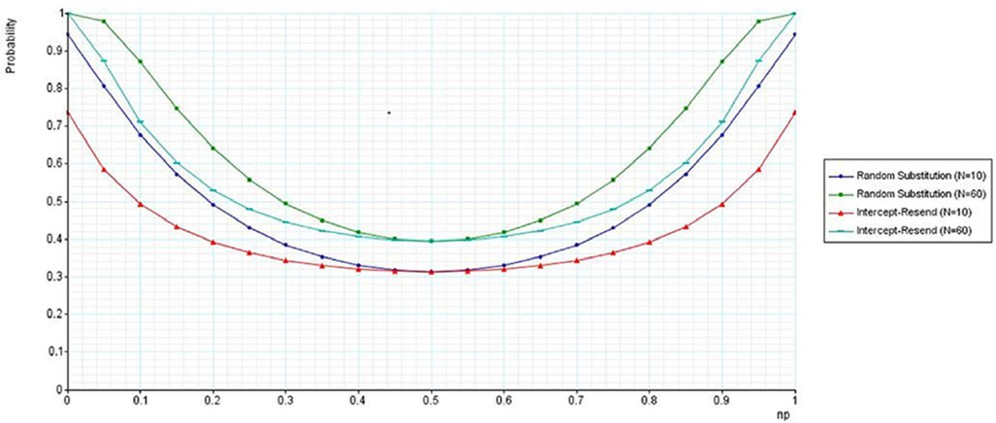 Probability
1
0.9
0.8
0.7
0.6
0.5
0.4
0.3
0.2
0.1
0
0 0.1 0.2 0.3 0.4 0.5 0.6 0.7 0.8 0.9 1
np
Random Substitution (N=10)
Random Substitution (N=60)
Intercept-Resend (N=10)
Intercept-Resend (N=60)